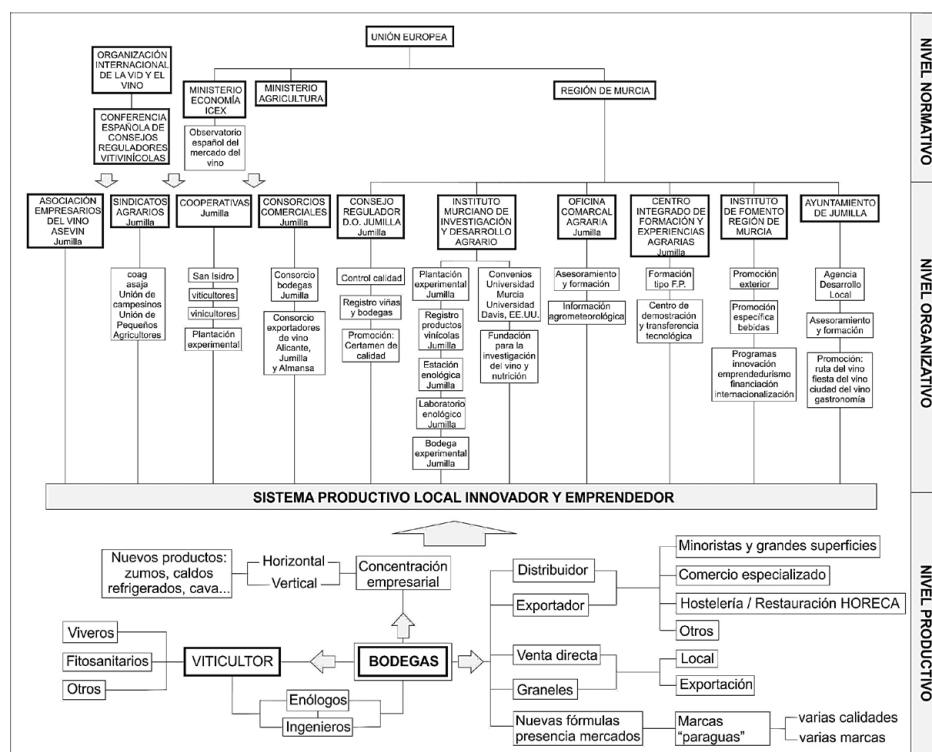 UNIÓN EUROPEA
ORGANIZACIÓN
INTERNACIONAL
DE LA VID Y EL
VINO
MINISTERIO
ECONOMÍA
ICEX
MINISTERIO
AGRICULTURA
REGIÓN DE MURCIA
CONFERENCIA
ESPAÑOLA DE
CONSEJOS
REGULADORES
VITIVINÍCOLAS
Observatorio
español del
mercado del
vino
NIVEL NORMATIVO
ASOCIACIÓN
EMPRESARIOS
DEL VINO
ASEVIN
Jumilla
SINDICATOS
AGRARIOS
Jumilla
COOPERATIVAS
Jumilla
CONSORCIOS
COMERCIALES
Jumilla
CONSEJO
REGULADOR
D.O. JUMILLA
Jumilla
INSTITUTO
MURCIANO DE
INVESTIGACIÓN
Y DESARROLLO
AGRARIO
OFICINA
COMARCAL
AGRARIA
Jumilla
CENTRO
INTEGRADO DE
FORMACIÓN Y
EXPERIENCIAS
AGRARIAS
Jumilla
INSTITUTO
DE FOMENTO
REGIÓN DE
MURCIA
AYUNTAMIENTO
DE JUMILLA
coag
asaja
Unión de
campesinos
Unión de
Pequeños
Agricultores
San Isidro
viticultores
vinicultores
Plantación
experimental
Consorcio
bodegas
Jumilla
Consorcio
exportadores
de vino
Alicante,
Jumilla
y Almansa
Control calidad
Registro viñas
y bodegas
Promoción:
Certamen de
calidad
Plantación
experimental
Jumilla
Registro
productos
vinícolas
Jumilla
Estación
enológica
Jumilla
Laboratorio
enológico
Jumilla
Bodega
experimental
Jumilla
Convenios
Universidad
Murcia
Universidad
Davis, EE.UU.
Fundación
para la
investigación
del vino y
nutrición
Asesoramiento
y formación
Información
agrometeorológica
Formación
tipo F.P.
Centro de
demostración
y transferencia
tecnológica
Promoción
exterior
Promoción
específica
bebidas
Programas
innovación
emprendedurismo
financiación
internacionalización
Agencia
Desarrollo
Local
Asesoramiento
y formación
Promoción:
ruta del vino
fiesta del vino
ciudad del vino
gastronomía
NIVEL ORGANIZATIVO
SISTEMA PRODUCTIVO LOCAL INNOVADOR Y EMPRENDEDOR
Nuevos productos:
zumos, caldos
refrigerados, cava...
Horizontal
Vertical
Concentración
empresarial
Viveros
Fitosanitarios
Otros
VITICULTOR
BODEGAS
Enólogos
Ingenieros
Distribuidor
Exportador
Minoristas y grandes superficies
Comercio especializado
Hostelería / Restauración HORECA
Otros
Venta directa
Graneles
Local
Exportación
Nuevas fórmulas
presencia mercados
Marcas
"paraguas"
varias calidades
varias marcas
NIVEL PRODUCTIVO